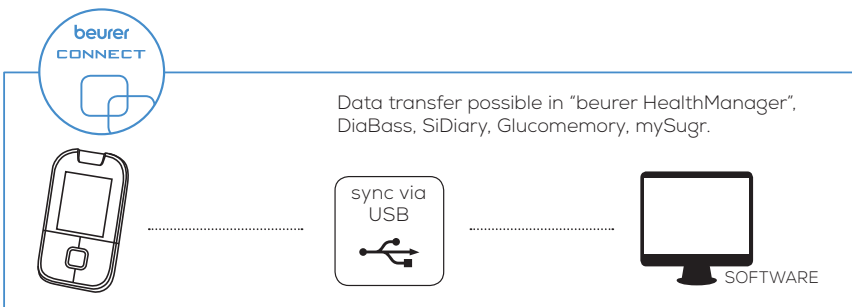 beurer
CONNECT
Data transfer possible in “beurer HealthManager”,
DiaBass, SiDiary, Glucomemory, mySugr.
sync via
USB
SOFTWARE